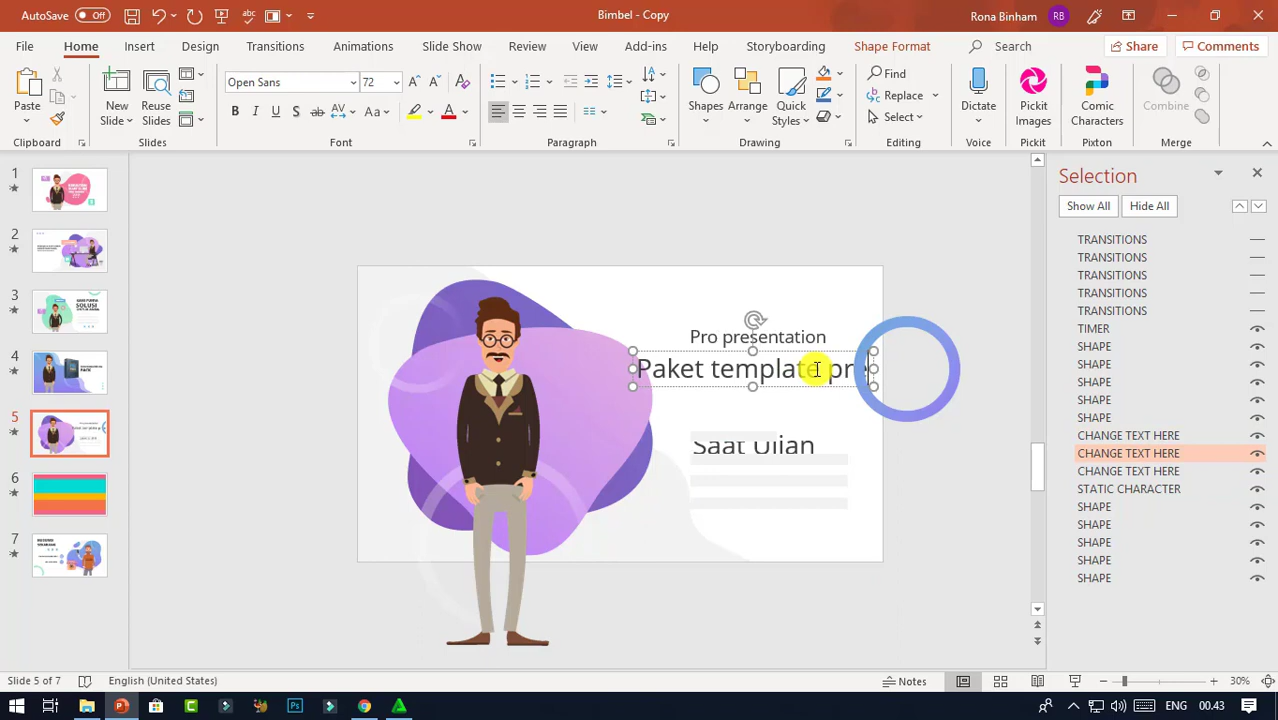 AutoSave Off Bimbel - Copy Rona Binham RB
File Home Insert Design Transitions Animations Slide Show Review View Add-ins Help Storyboarding Shape Format Search Share Comments
Paste New Slide Reuse Slides Open Sans 72 Shapes Arrange Quick Styles Find Replace Select Dictate Pickit Images Comic Characters Combine
Clipboard Slides Font Paragraph Drawing Editing Voice Pickit Pixton Merge
1
2
3
4
5
6
7
Pro presentation
Paket template pre
Saat Ujian
Selection
Show All Hide All
TRANSITIONS
TRANSITIONS
TRANSITIONS
TRANSITIONS
TRANSITIONS
TIMER
SHAPE
SHAPE
SHAPE
SHAPE
SHAPE
CHANGE TEXT HERE
CHANGE TEXT HERE
CHANGE TEXT HERE
STATIC CHARACTER
SHAPE
SHAPE
SHAPE
SHAPE
SHAPE
Slide 5 of 7 English (United States) Notes 30%
ENG 00.43